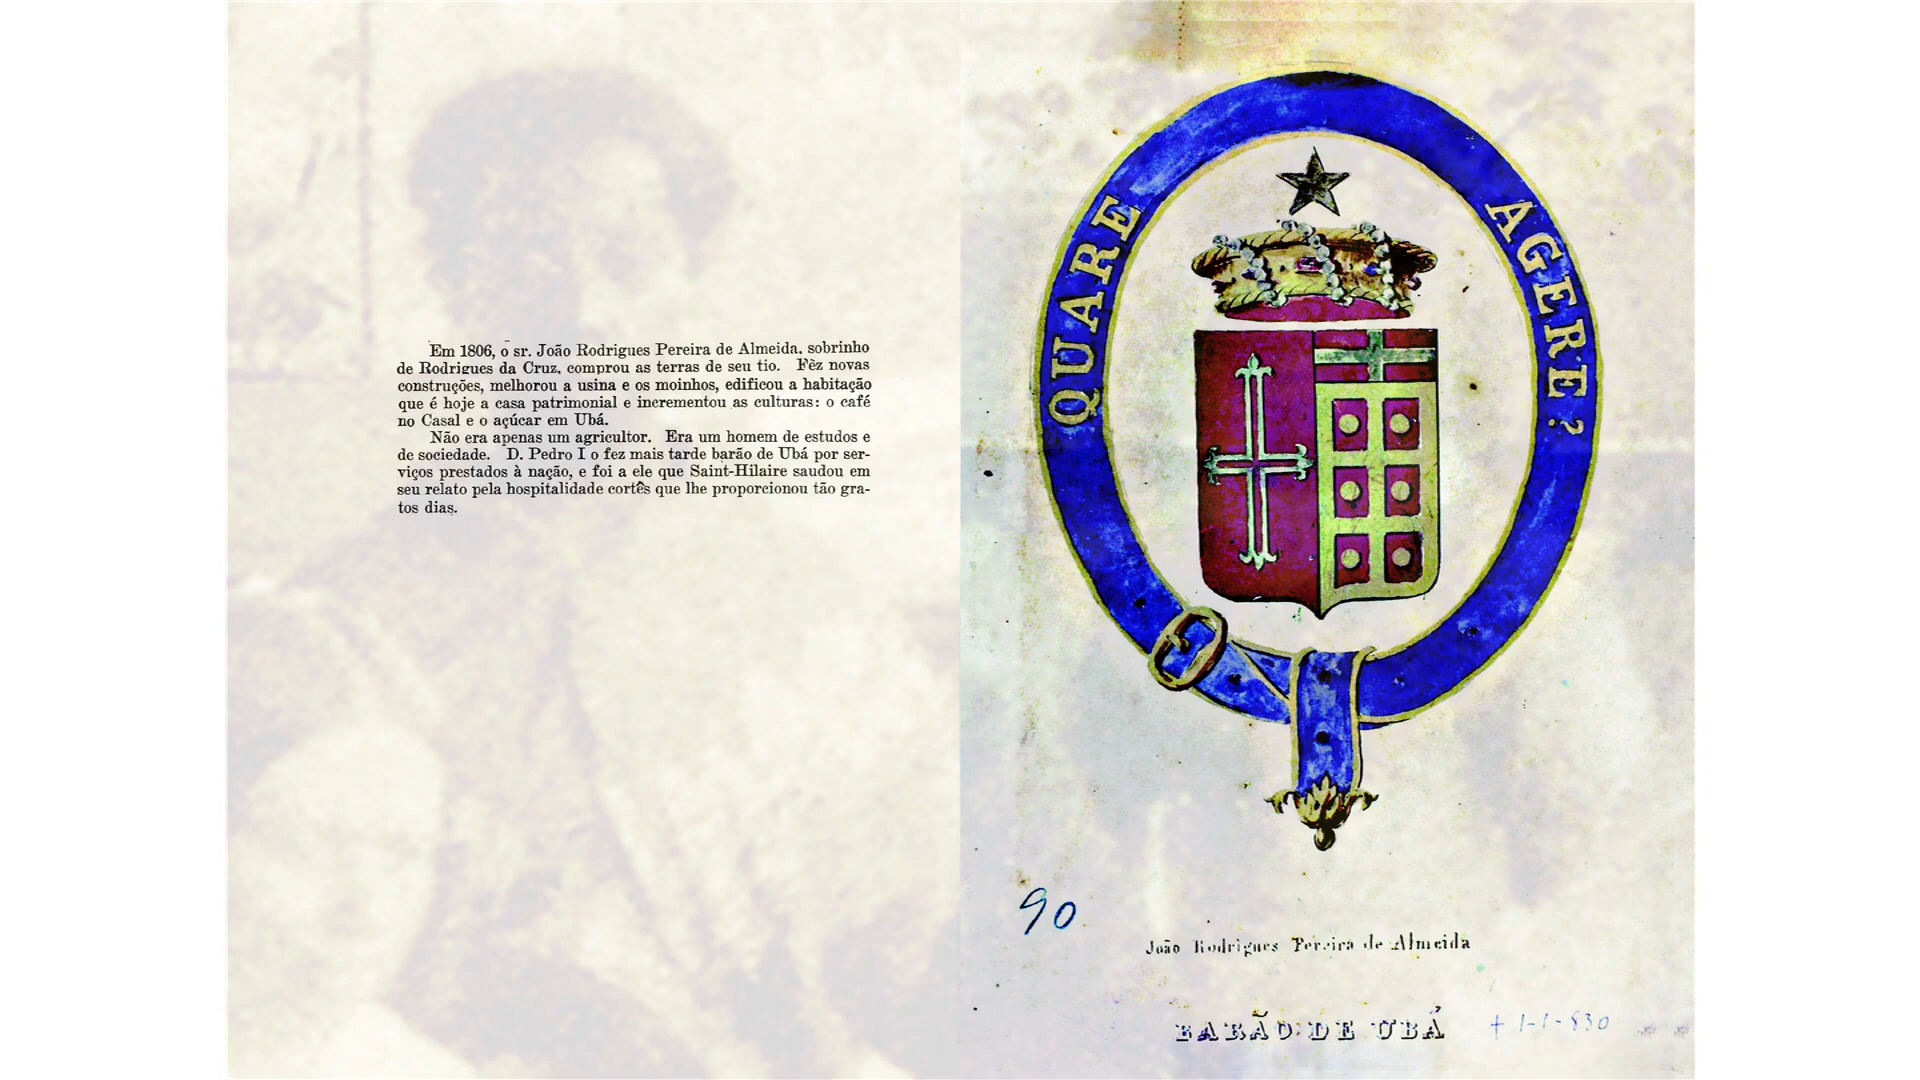 Em 1806, o sr. João Rodrigues Pereira de Almeida, sobrinho
de Rodrigues da Cruz, comprou as terras de seu tio. Fêz novas
construções, melhorou a usina e os moinhos, edificou a habitação
que é hoje a casa patrimonial e incrementou as culturas: o café
no Casal e o açúcar em Ubá.
Não era apenas um agricultor. Era um homem de estudos e
de sociedade. D. Pedro I o fez mais tarde barão de Ubá por ser-
viços prestados à nação, e foi a ele que Saint-Hilaire saudou em
seu relato pela hospitalidade cortês que lhe proporcionou tão gra-
tos dias.
QUARE AGERE?
90
João Rodrigues Pereira de Almeida
BARÃO DE UBÁ + 1-1-830